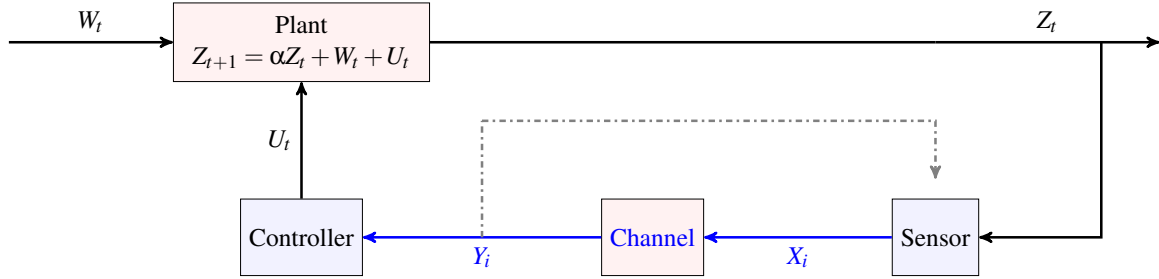 W_t
Plant
Z_{t+1} = αZ_t + W_t + U_t
Z_t
U_t
Controller
Y_i
Channel
X_i
Sensor